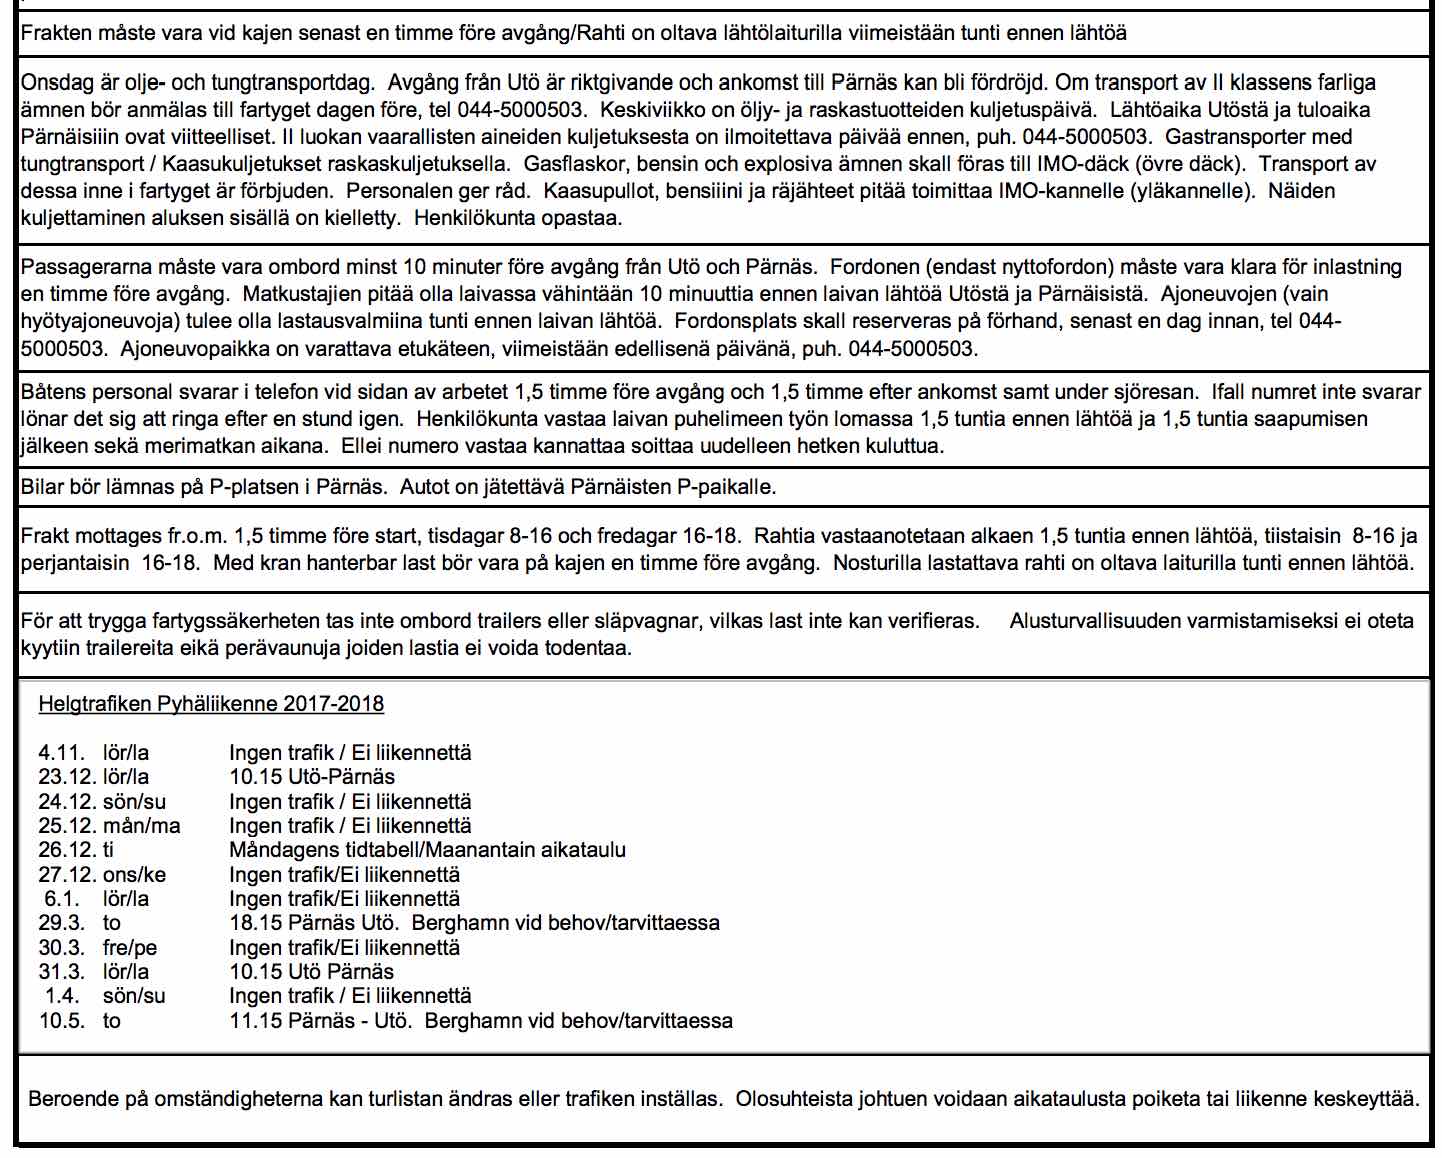 Frakten måste vara vid kajen senast en timme före avgång/Rahti on oltava lähtölaiturilla viimeistään tunti ennen lähtöä
Onsdag är olje- och tungtransportdag.  Avgång från Utö är riktgivande och ankomst till Pärnäs kan bli fördröjd. Om transport av II klassens farliga
ämnen bör anmälas till fartyget dagen före, tel 044-5000503.  Keskiviikko on öljy- ja raskastuotteiden kuljetuspäivä.  Lähtöaika Utöstä ja tuloaika
Pärnäisiiin ovat viitteelliset. II luokan vaarallisten aineiden kuljetuksesta on ilmoitettava päivää ennen, puh. 044-5000503.  Gastransporter med
tungtransport / Kaasukuljetukset raskaskuljetuksella.  Gasflaskor, bensin och explosiva ämnen skall föras till IMO-däck (övre däck).  Transport av
dessa inne i fartyget är förbjuden.  Personalen ger råd.  Kaasupullot, bensiiini ja räjähteet pitää toimittaa IMO-kannelle (yläkannelle).  Näiden
kuljettaminen aluksen sisällä on kielletty.  Henkilökunta opastaa.
Passagerarna måste vara ombord minst 10 minuter före avgång från Utö och Pärnäs.  Fordonen (endast nyttofordon) måste vara klara för inlastning
en timme före avgång.  Matkustajien pitää olla laivassa vähintään 10 minuuttia ennen laivan lähtöä Utöstä ja Pärnäisistä.  Ajoneuvojen (vain
hyötyajoneuvoja) tulee olla lastausvalmiina tunti ennen laivan lähtöä.  Fordonsplats skall reserveras på förhand, senast en dag innan, tel 044-
5000503.  Ajoneuvopaikka on varattava etukäteen, viimeistään edellisenä päivänä, puh. 044-5000503.
Båtens personal svarar i telefon vid sidan av arbetet 1,5 timme före avgång och 1,5 timme efter ankomst samt under sjöresan.  Ifall numret inte svarar
lönar det sig att ringa efter en stund igen.  Henkilökunta vastaa laivan puhelimeen työn lomassa 1,5 tuntia ennen lähtöä ja 1,5 tuntia saapumisen
jälkeen sekä merimatkan aikana.  Ellei numero vastaa kannattaa soittaa uudelleen hetken kuluttua.
Bilar bör lämnas på P-platsen i Pärnäs.  Autot on jätettävä Pärnäisten P-paikalle.
Frakt mottages fr.o.m. 1,5 timme före start, tisdagar 8-16 och fredagar 16-18.  Rahtia vastaanotetaan alkaen 1,5 tuntia ennen lähtöä, tiistaisin  8-16 ja
perjantaisin  16-18.  Med kran hanterbar last bör vara på kajen en timme före avgång.  Nosturilla lastattava rahti on oltava laiturilla tunti ennen lähtöä.
För att trygga fartygssäkerheten tas inte ombord trailers eller släpvagnar, vilkas last inte kan verifieras.     Alusturvallisuuden varmistamiseksi ei oteta
kyytiin trailereita eikä perävaunuja joiden lastia ei voida todentaa.
Helgtrafiken Pyhäliikenne 2017-2018
4.11. lör/la Ingen trafik / Ei liikennettä
23.12. lör/la 10.15 Utö-Pärnäs
24.12. sön/su Ingen trafik / Ei liikennettä
25.12. mån/ma Ingen trafik / Ei liikennettä
26.12. ti Måndagens tidtabell/Maanantain aikataulu
27.12. ons/ke Ingen trafik/Ei liikennettä
6.1. lör/la Ingen trafik/Ei liikennettä
29.3. to 18.15 Pärnäs Utö.  Berghamn vid behov/tarvittaessa
30.3. fre/pe Ingen trafik/Ei liikennettä
31.3. lör/la 10.15 Utö Pärnäs
1.4. sön/su Ingen trafik / Ei liikennettä
10.5. to 11.15 Pärnäs - Utö.  Berghamn vid behov/tarvittaessa
Beroende på omständigheterna kan turlistan ändras eller trafiken inställas.  Olosuhteista johtuen voidaan aikataulusta poiketa tai liikenne keskeyttää.